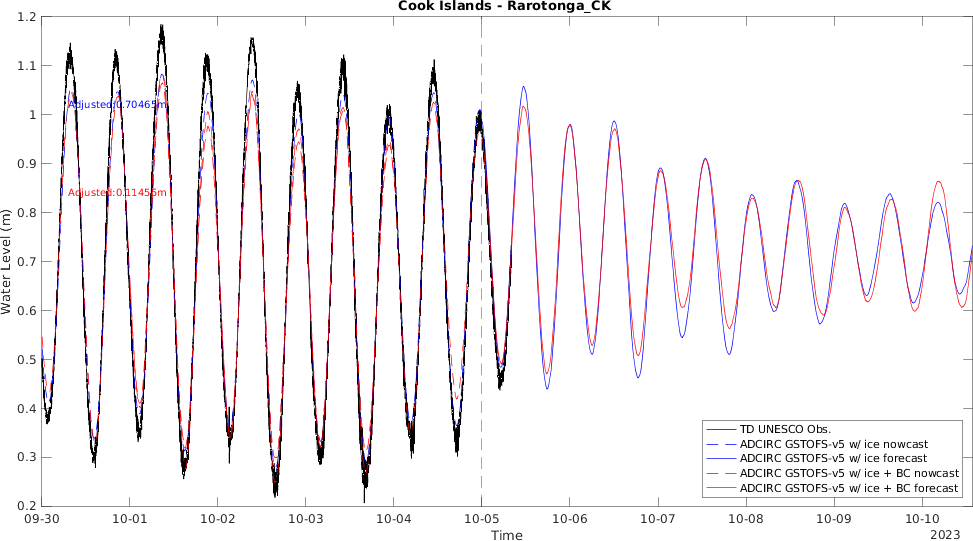 Cook Islands - Rarotonga_CK
1.2
1.1
1
0.9
0.8
0.7
0.6
0.5
0.4
0.3
0.2
Water Level (m)
Adjusted:0.70465m
Adjusted:0.11455m
TD UNESCO Obs.
ADCIRC GSTOFS-v5 w/ ice nowcast
ADCIRC GSTOFS-v5 w/ ice forecast
ADCIRC GSTOFS-v5 w/ ice + BC nowcast
ADCIRC GSTOFS-v5 w/ ice + BC forecast
09-30 10-01 10-02 10-03 10-04 10-05 10-06 10-07 10-08 10-09 10-10
Time
2023